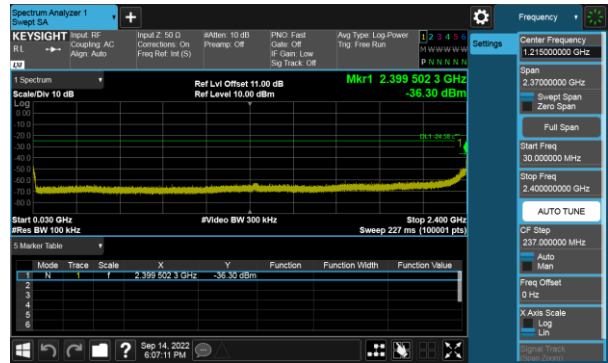 Spectrum Analyzer 1
Swept SA
Frequency
KEYSIGHT
RL
Input: RF
Coupling: AC
Align: Auto
Input Z: 50 Ω
Corrections: On
Freq Ref: Int (S)
#Atten: 10 dB
Preamp: Off
PNO: Fast
Gate: Off
IF Gain: Low
Sig Track: Off
Avg Type: Log-Power
Trig: Free Run
1 2 3 4 5 6
M W W W W W
P N N N N N
Settings
1 Spectrum
Scale/Div 10 dB
Log
Ref Lvl Offset 11.00 dB
Ref Level 10.00 dBm
Mkr1 2.399 502 3 GHz
-36.30 dBm
0.00
-10.0
-20.0
-30.0
-40.0
-50.0
-60.0
-70.0
-80.0
1
Start 0.030 GHz
#Res BW 100 kHz
#Video BW 300 kHz
Stop 2.400 GHz
Sweep 227 ms (100001 pts)
5 Marker Table
Mode Trace Scale X Y Function Function Width Function Value
1 N 1 f 2.399 502 3 GHz -36.30 dBm
2
3
4
5
6
Center Frequency
1.215000000 GHz
Span
2.37000000 GHz
Swept Span
Zero Span
Full Span
Start Freq
30.000000 MHz
Stop Freq
2.400000000 GHz
AUTO TUNE
CF Step
237.000000 MHz
Auto
Man
Freq Offset
0 Hz
X Axis Scale
Log
Lin
Signal Track
(Span Zoom)
Sep 14, 2022
6:07:11 PM